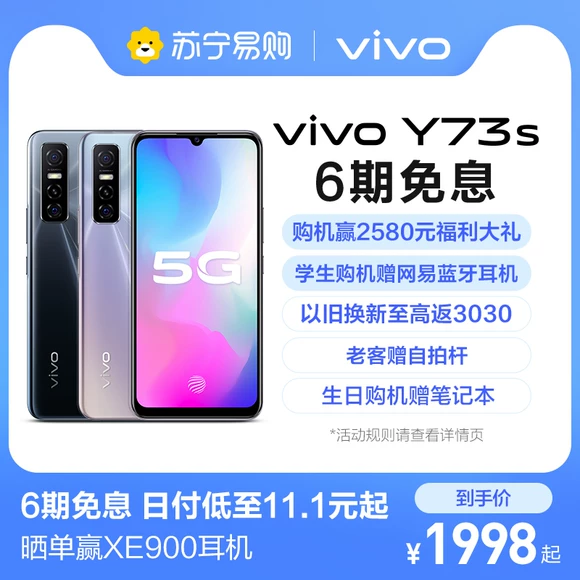 苏宁易购 vivo
vivo Y73s
6期免息
购机赢2580元福利大礼
学生购机赠网易蓝牙耳机
以旧换新至高返3030
老客赠自拍杆
生日购机赠笔记本
*活动规则请查看详情页
5G
vivo
vivo
6期免息 日付低至11.1元起
晒单赢XE900耳机
到手价
¥1998起